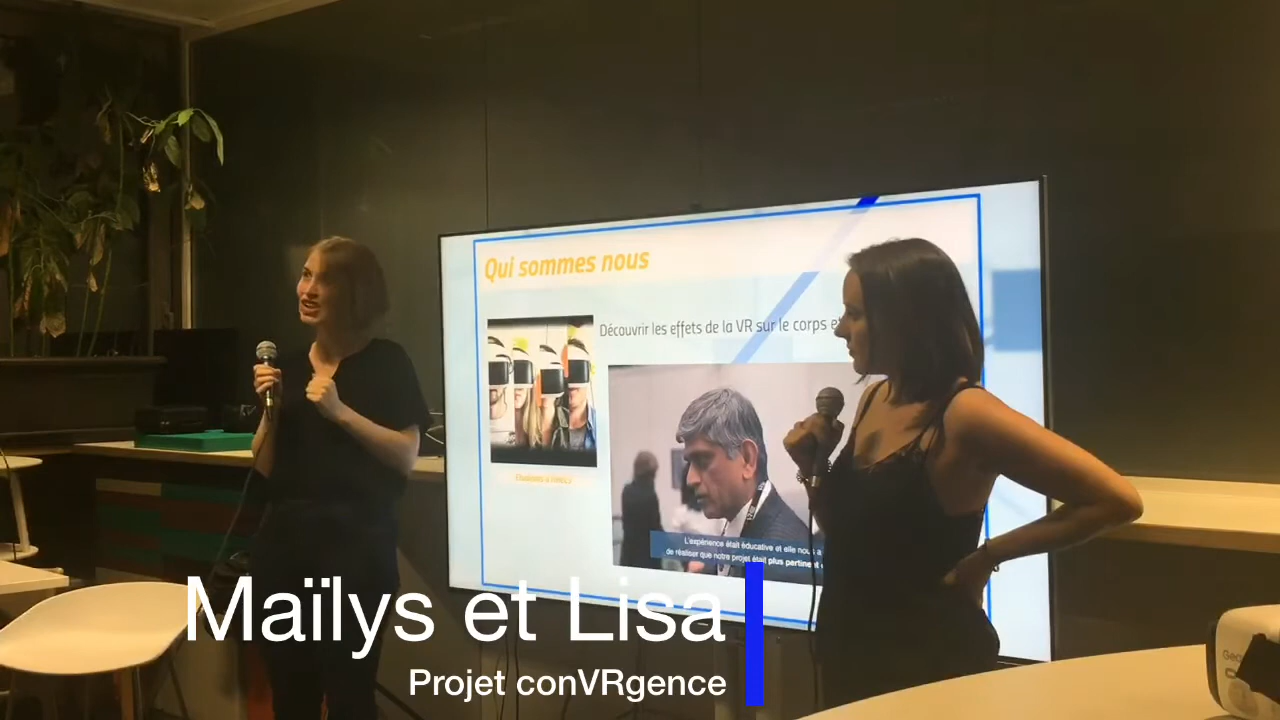 Qui sommes nous
Découvrir les effets de la VR sur le corps et
L'expérience était éducative et elle nous a
de réaliser que notre projet était plus pertinent
Maïlys et Lisa
Projet conVRgence